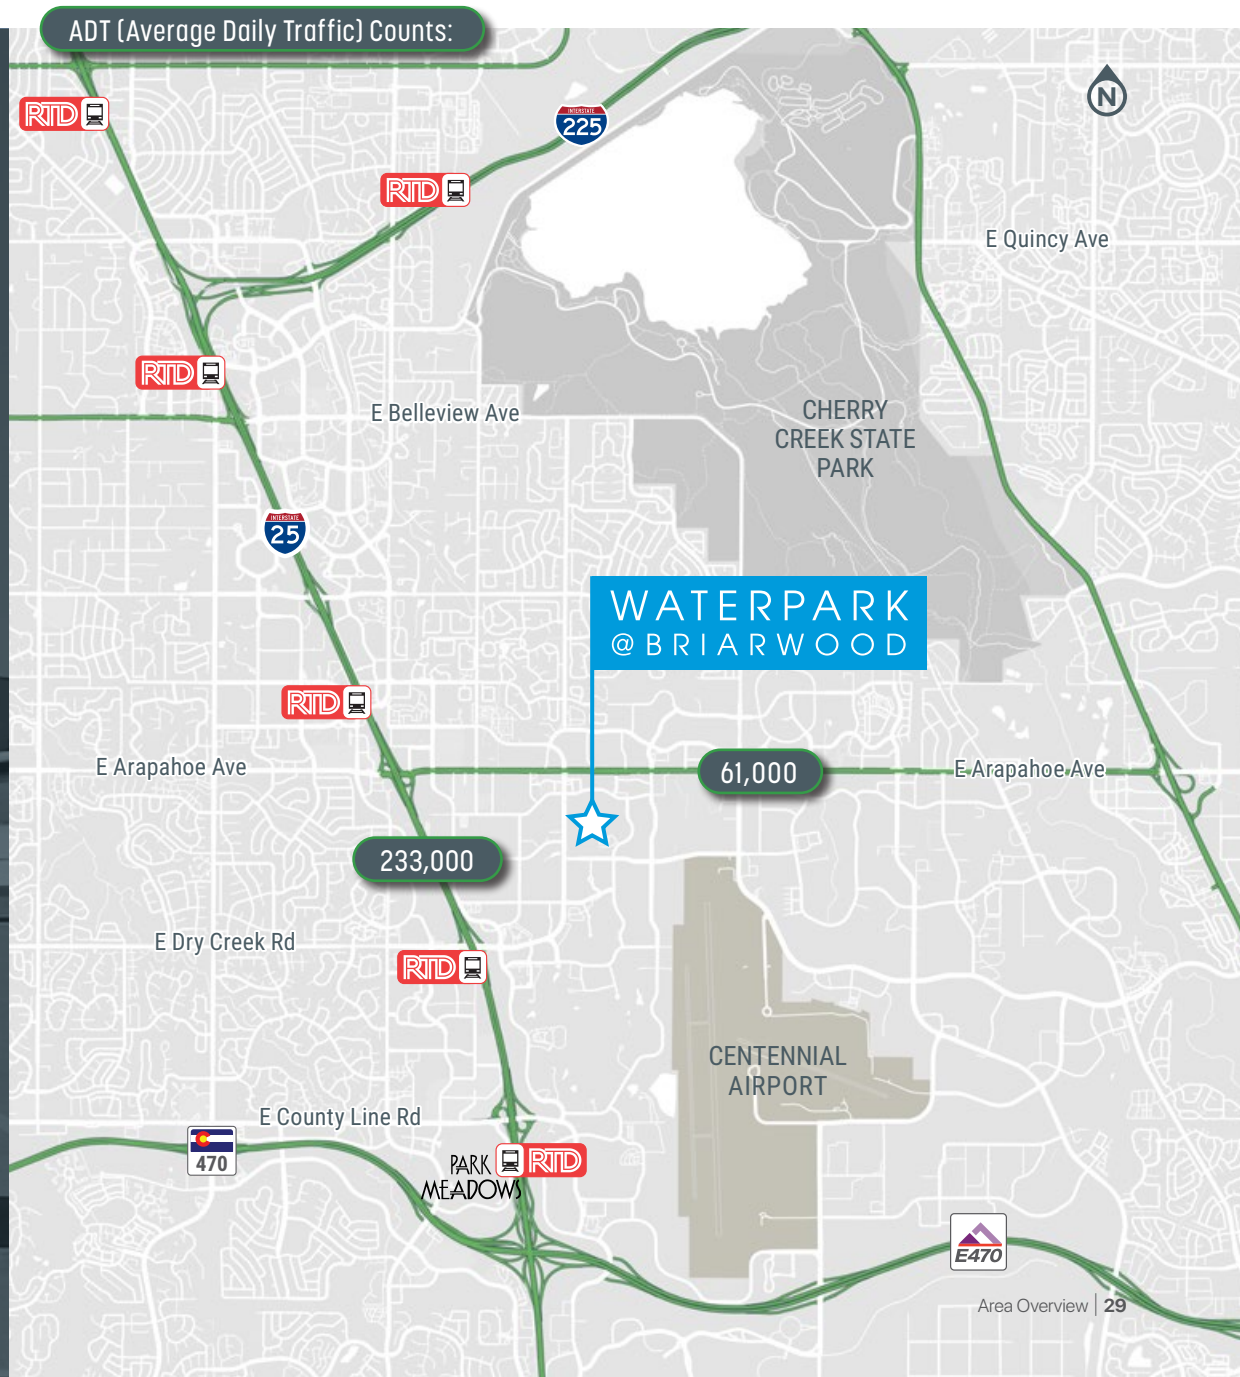 ADT (Average Daily Traffic) Counts:
RTD
INTERSTATE
225
N
RTD
E Quincy Ave
RTD
E Belleview Ave
CHERRY
CREEK STATE
PARK
INTERSTATE
25
WATERPARK
@BRIARWOOD
RTD
E Arapahoe Ave
61,000
E Arapahoe Ave
233,000
E Dry Creek Rd
RTD
CENTENNIAL
AIRPORT
E County Line Rd
470
PARK
MEADOWS
RTD
E470
Area Overview | 29